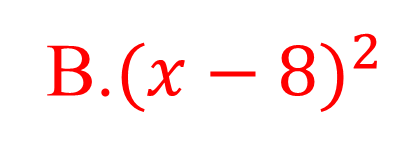 B.(x − 8)²